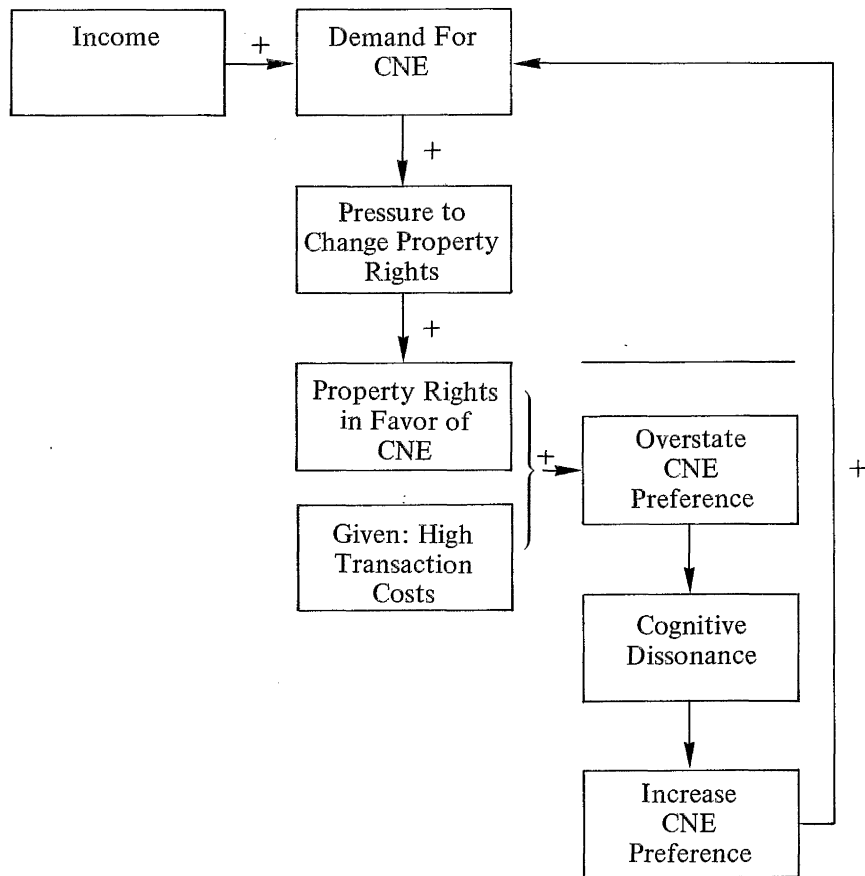 Income
+
Demand For
CNE
+
Pressure to
Change Property
Rights
+
Property Rights
in Favor of
CNE
Given: High
Transaction
Costs
+
Overstate
CNE
Preference
Cognitive
Dissonance
Increase
CNE
Preference
+